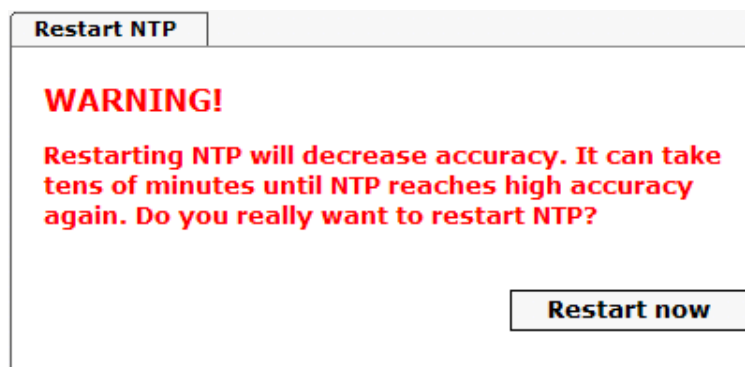 Restart NTP
WARNING!
Restarting NTP will decrease accuracy. It can take
tens of minutes until NTP reaches high accuracy
again. Do you really want to restart NTP?
Restart now